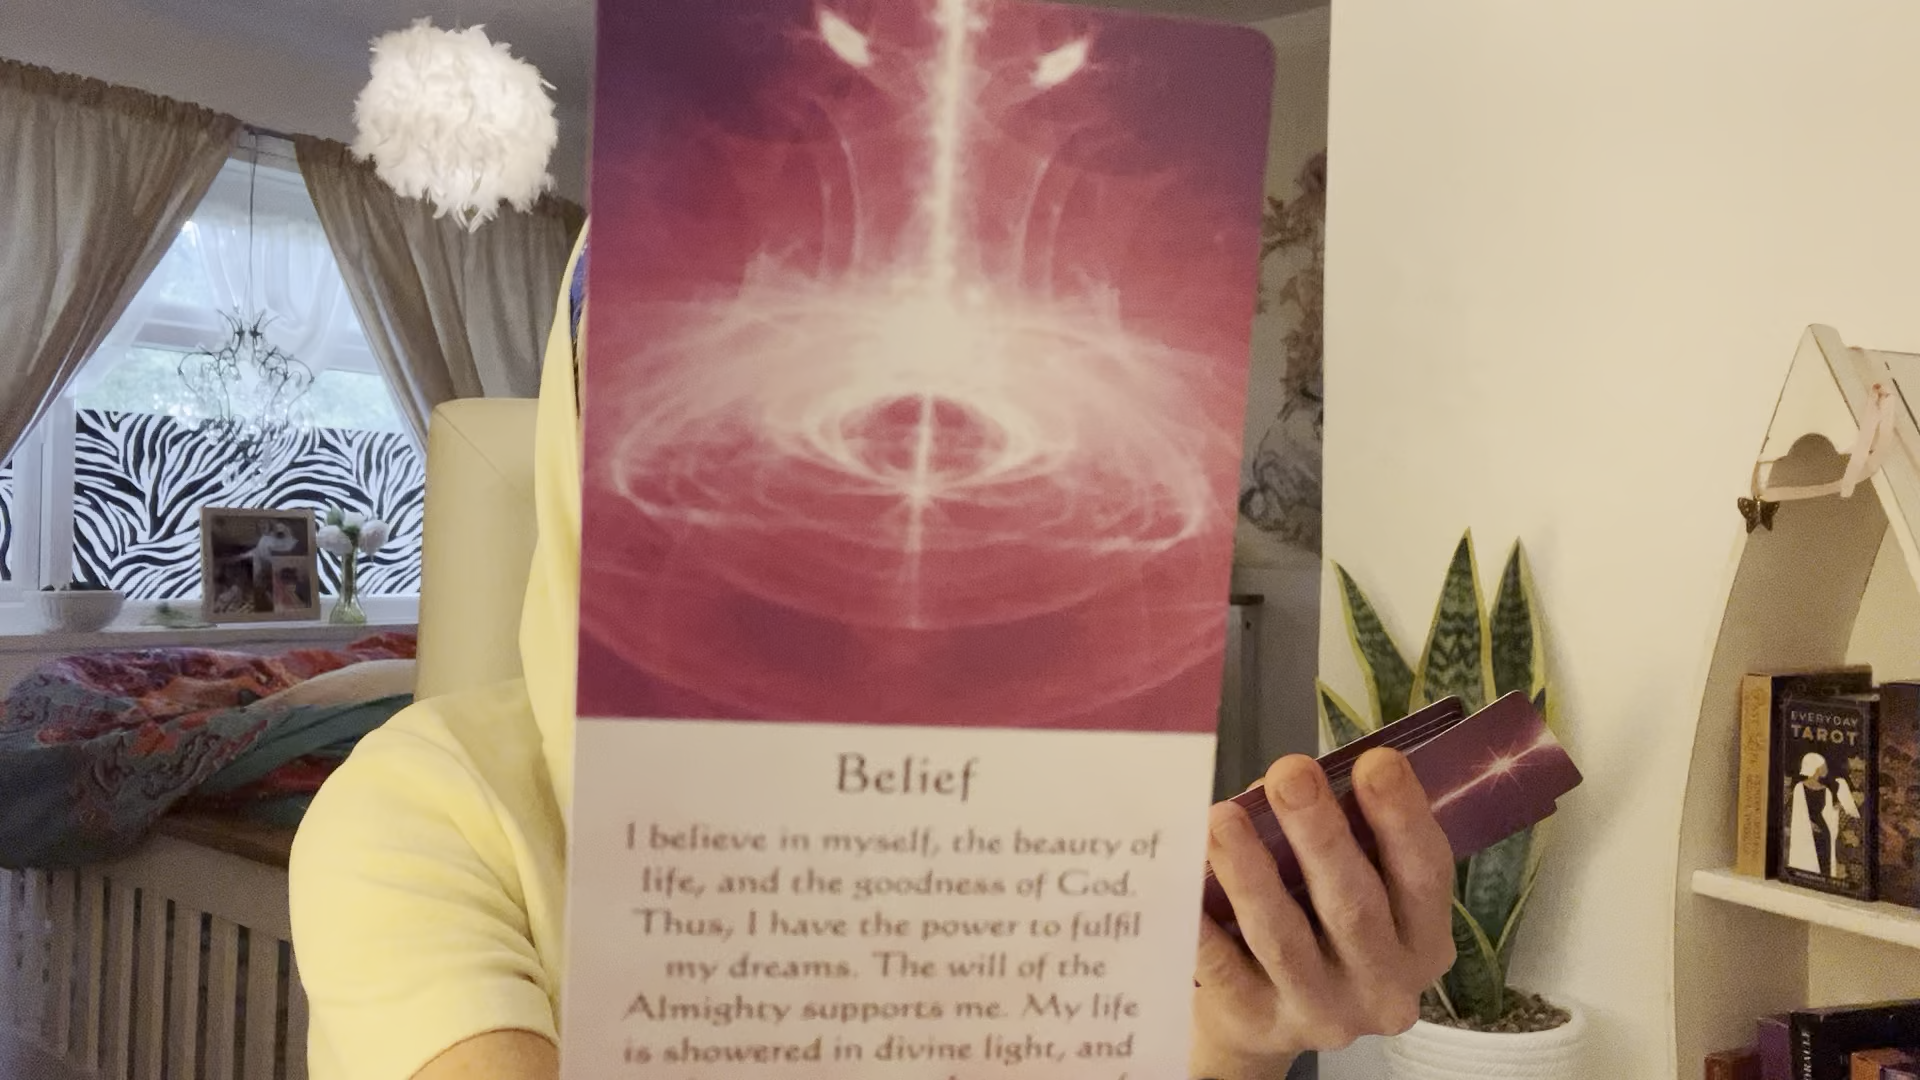 Belief
I believe in myself, the beauty of
life, and the goodness of God.
Thus, I have the power to fulfil
my dreams. The will of the
Almighty supports me. My life
is showered in divine light, and
EVERYDAY
TAROT